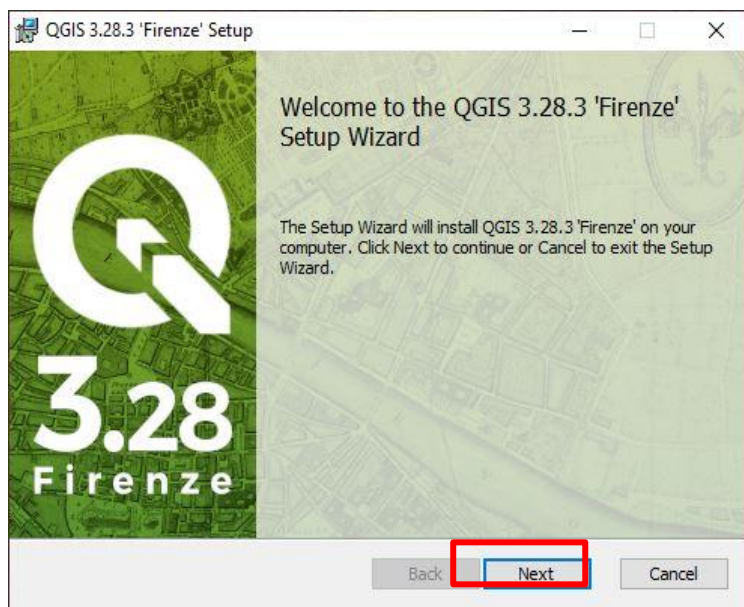 QGIS 3.28.3 'Firenze' Setup
Welcome to the QGIS 3.28.3 'Firenze'
Setup Wizard
The Setup Wizard will install QGIS 3.28.3 'Firenze' on your
computer. Click Next to continue or Cancel to exit the Setup
Wizard.
3.28
Firenze
Back Next Cancel